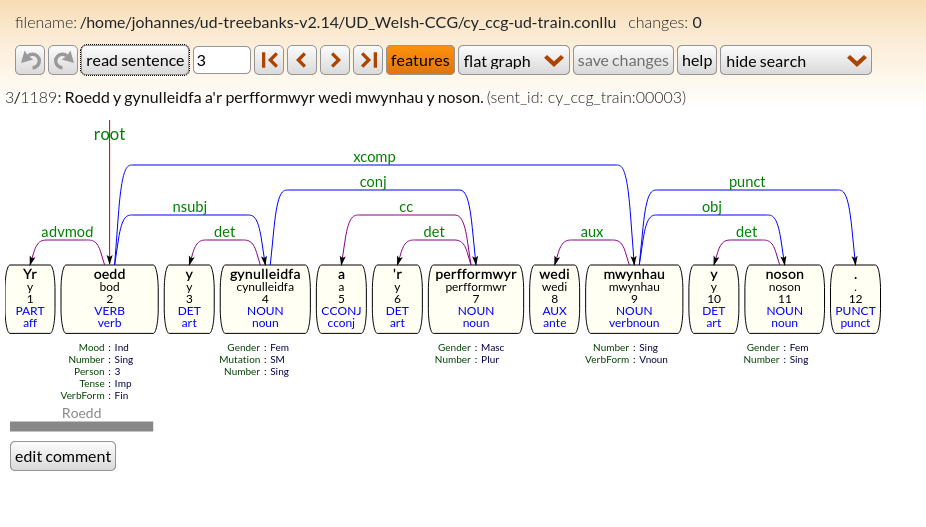 filename: /home/johannes/ud-treebanks-v2.14/UD_Welsh-CCG/cy_ccg-ud-train.conllu changes: 0
read sentence 3 features flat graph save changes help hide search
3/1189: Roedd y gynulleidfa a'r perfformwyr wedi mwynhau y noson. (sent_id: cy_ccg_train:00003)
root
xcomp
conj punct
nsubj cc obj
advmod det det aux det
Yr oedd y gynulleidfa a 'r perfformwyr wedi mwynhau y noson .
y bod y cynulleidfa a y perfformwr wedi mwynhau y noson .
1 2 3 4 5 6 7 8 9 10 11 12
PART VERB DET NOUN CCONJ DET NOUN AUX NOUN DET NOUN PUNCT
aff verb art noun cconj art noun ante verbnoun art noun punct
Mood : Ind Gender : Fem Gender : Masc Number : Sing Gender : Fem
Number : Sing Mutation : SM Number : Plur VerbForm : Vnoun Number : Sing
Person : 3 Number : Sing
Tense : Imp
VerbForm : Fin
Roedd
edit comment